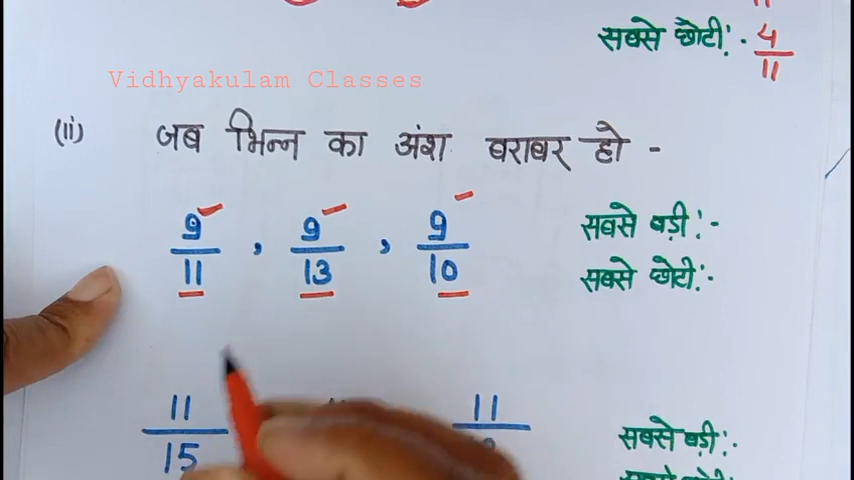 सबसे छोटी:- 4/11
Vidhyakulam Classes
(ii) जब भिन्न का अंश बराबर हो -
9/11 , 9/13 , 9/10 सबसे बड़ी:-
सबसे छोटी:-
11/15 11
सबसे बड़ी:-